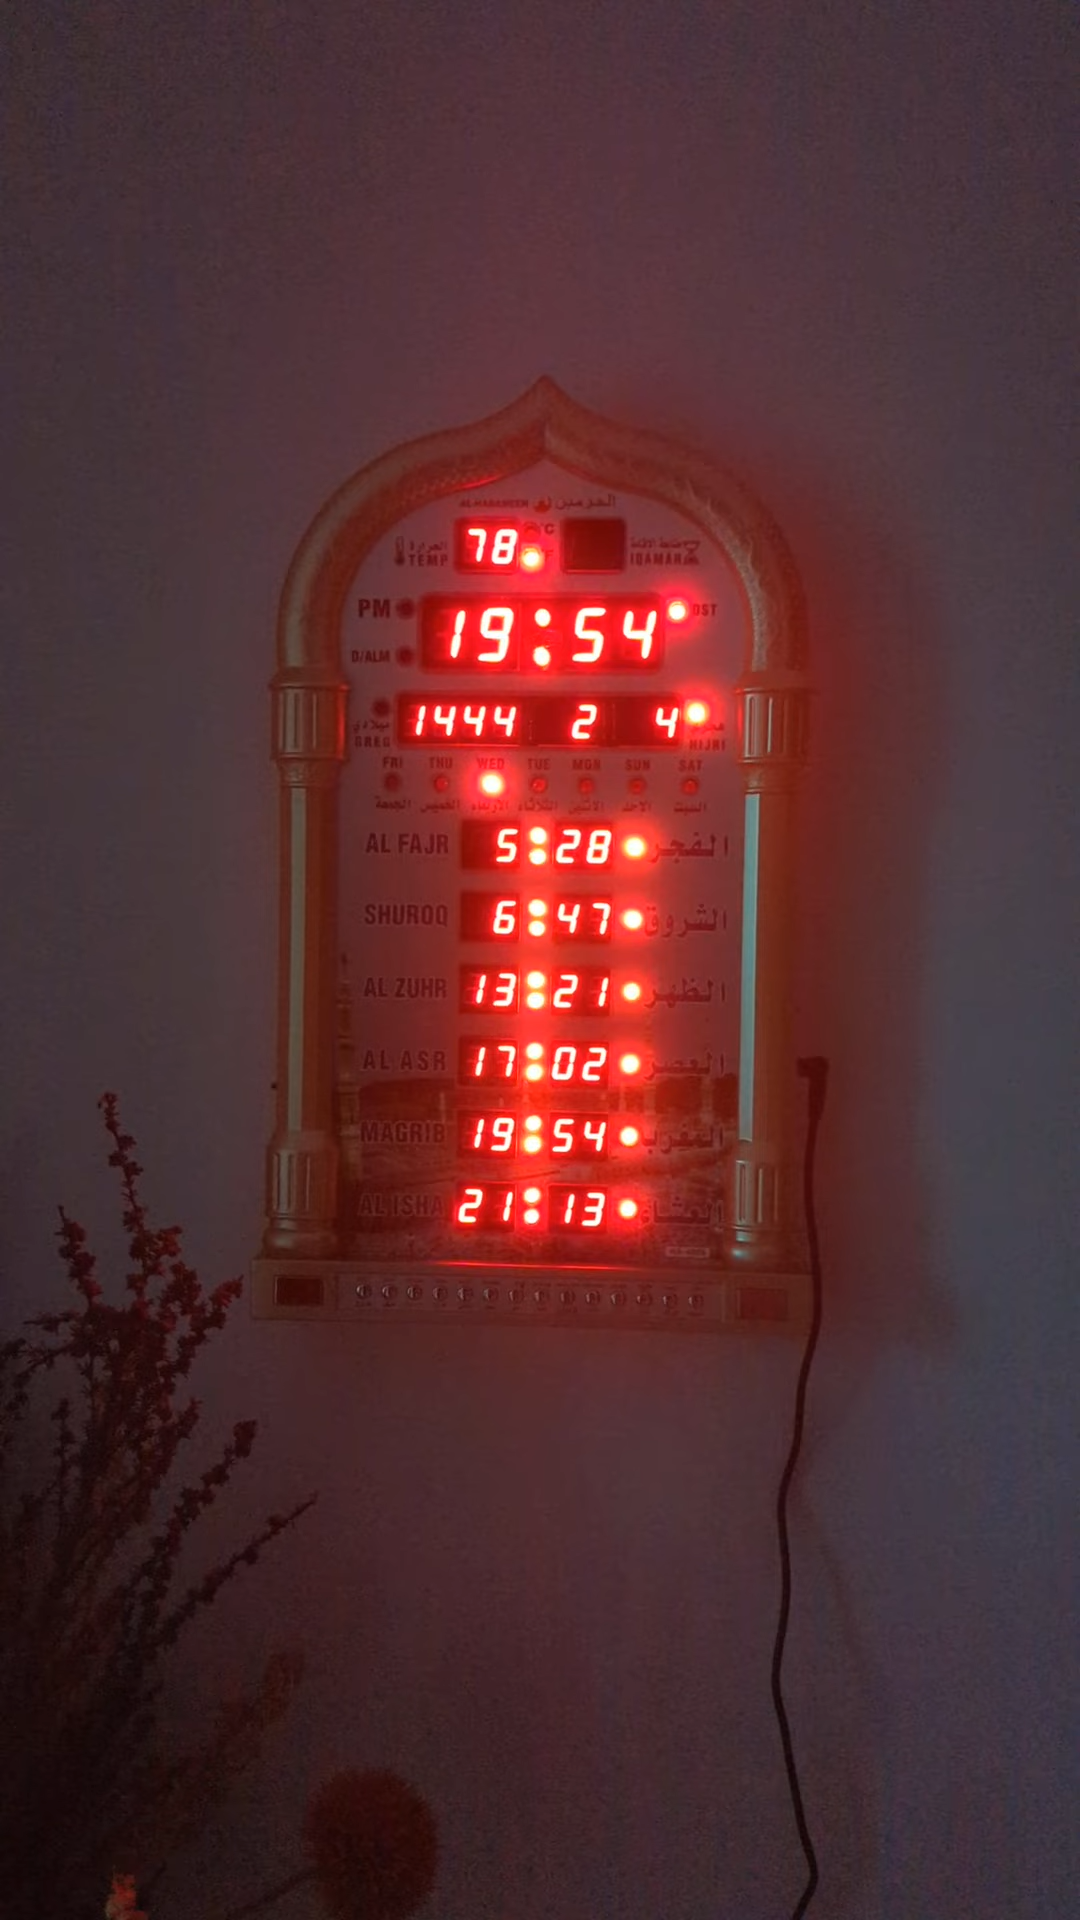 AL-HARAMEEN الحرمين
الحرارة TEMP 78 °C °F IQAMAH
PM 19:54 DST
D/ALM
ميلادي GREG 1444 2 4 هجري HIJRI
FRI THU WED TUE MON SUN SAT
الجمعة الخميس الاربعاء الثلاثاء الاثنين الاحد السبت
AL FAJR 5:28 الفجر
SHUROQ 6:47 الشروق
AL ZUHR 13:21 الظهر
AL ASR 17:02 العصر
MAGRIB 19:54 المغرب
AL ISHA 21:13 العشاء